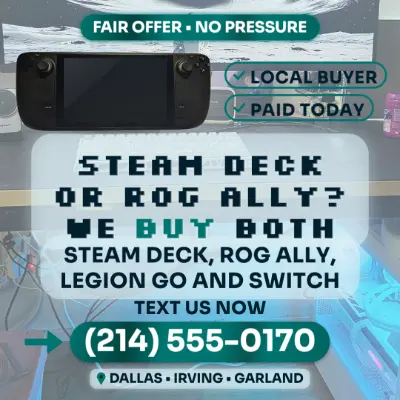 FAIR OFFER • NO PRESSURE
LOCAL BUYER
PAID TODAY
STEAM DECK
OR ROG ALLY?
WE BUY BOTH
STEAM DECK, ROG ALLY,
LEGION GO AND SWITCH
TEXT US NOW
(214) 555-0170
DALLAS • IRVING • GARLAND